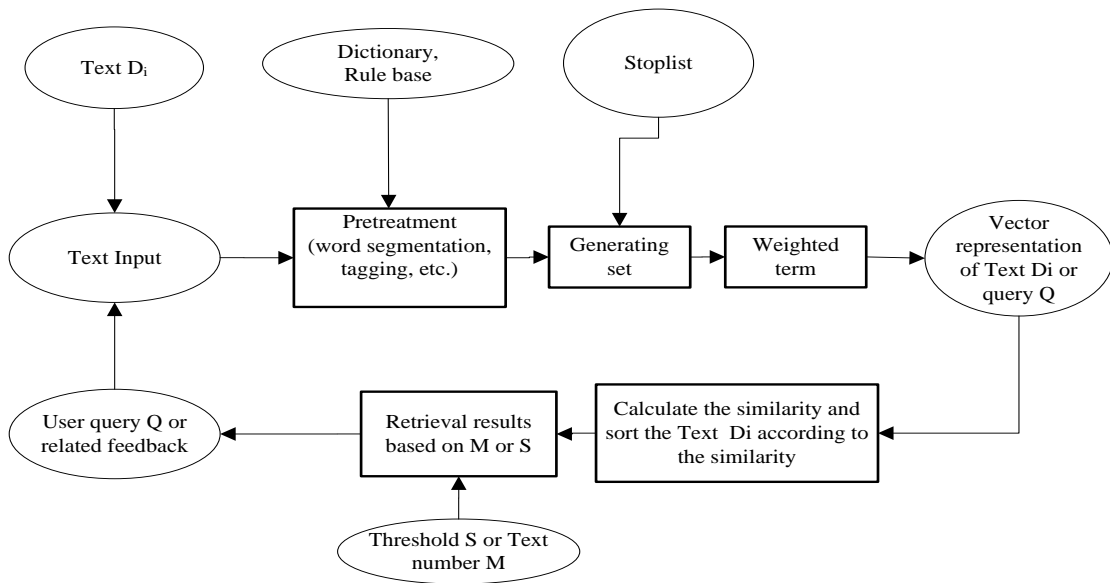 Text Di
Dictionary,
Rule base
Stoplist
Text Input
Pretreatment
(word segmentation,
tagging, etc.)
Generating
set
Weighted
term
Vector
representation
of Text Di or
query Q
User query Q or
related feedback
Retrieval results
based on M or S
Calculate the similarity and
sort the Text Di according to
the similarity
Threshold S or Text
number M